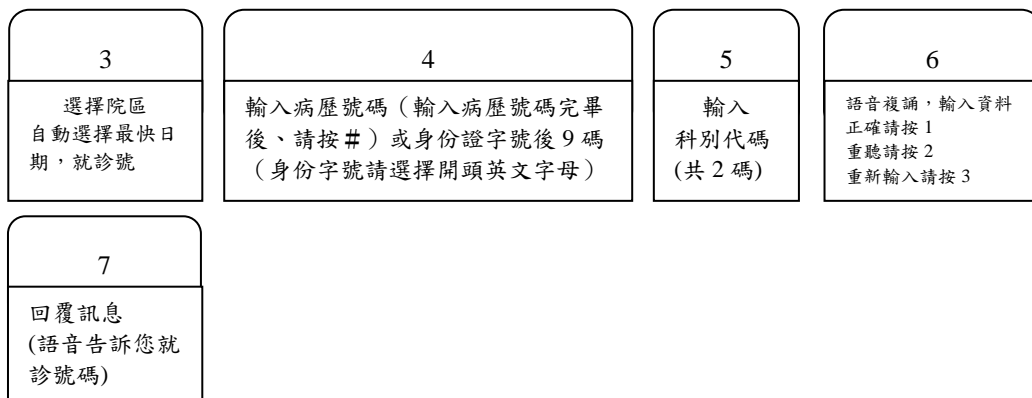 3
選擇院區
自動選擇最快日
期，就診號
4
輸入病歷號碼（輸入病歷號碼完畢
後、請按＃）或身份證字號後 9 碼
（身份字號請選擇開頭英文字母）
5
輸入
科別代碼
(共 2 碼)
6
語音複誦，輸入資料
正確請按 1
重聽請按 2
重新輸入請按 3
7
回覆訊息
(語音告訴您就
診號碼)